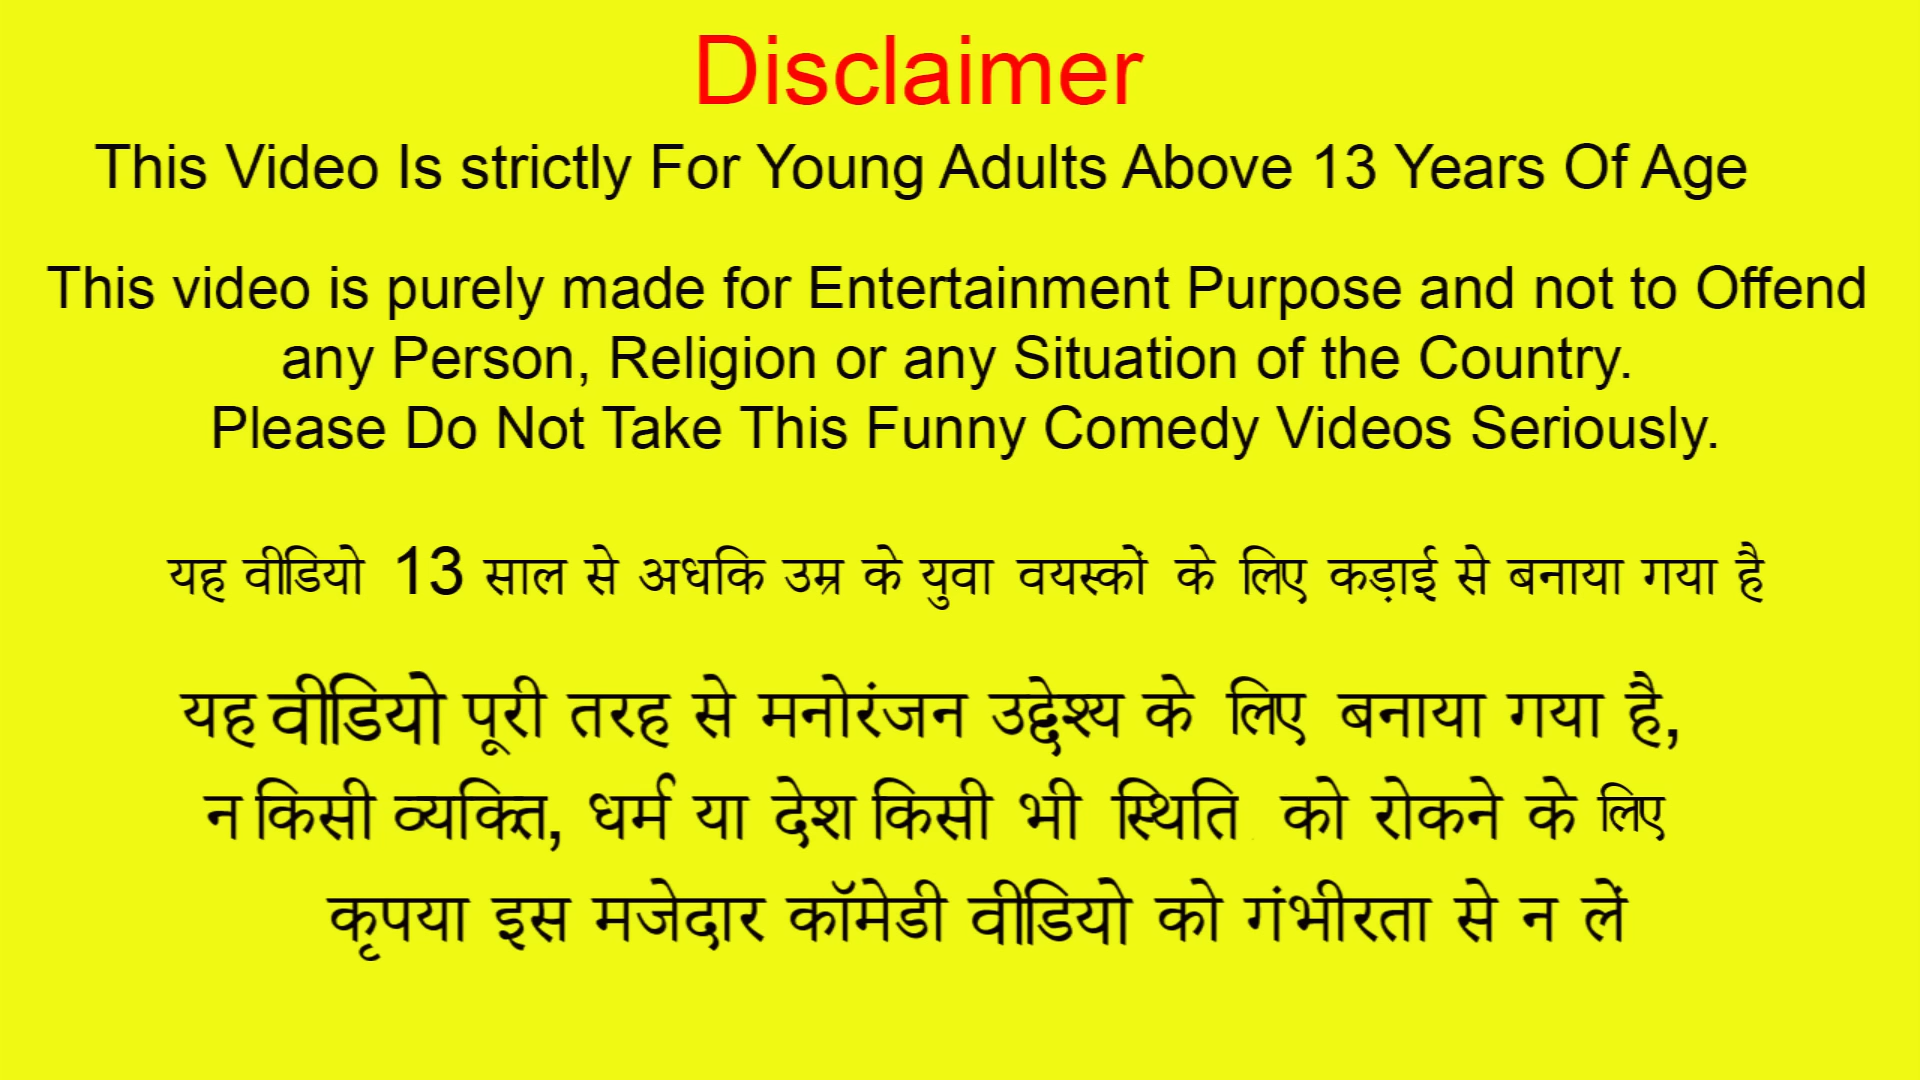 Disclaimer
This Video Is strictly For Young Adults Above 13 Years Of Age
This video is purely made for Entertainment Purpose and not to Offend
any Person, Religion or any Situation of the Country.
Please Do Not Take This Funny Comedy Videos Seriously.
यह वीडियो 13 साल से अधकि उम्र के युवा वयस्कों के लिए कड़ाई से बनाया गया है
यह वीडियो पूरी तरह से मनोरंजन उद्देश्य के लिए बनाया गया है,
न किसी व्यक्ति, धर्म या देश किसी भी स्थिति को रोकने के लिए
कृपया इस मजेदार कॉमेडी वीडियो को गंभीरता से न लें